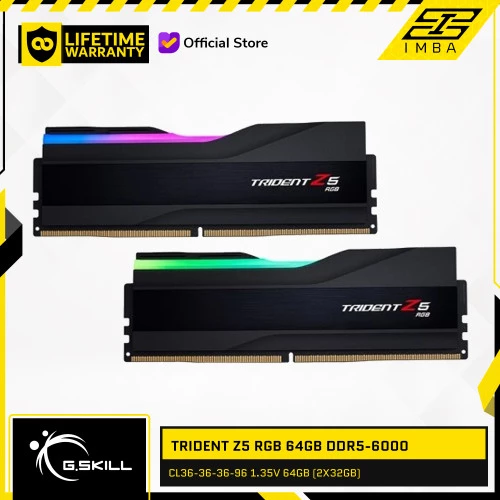 LIFETIME
WARRANTY
Official Store
IMBA
TRIDENT Z5
RGB
TRIDENT Z5
RGB
G.SKILL
TRIDENT Z5 RGB 64GB DDR5-6000
CL36-36-36-96 1.35V 64GB (2X32GB)